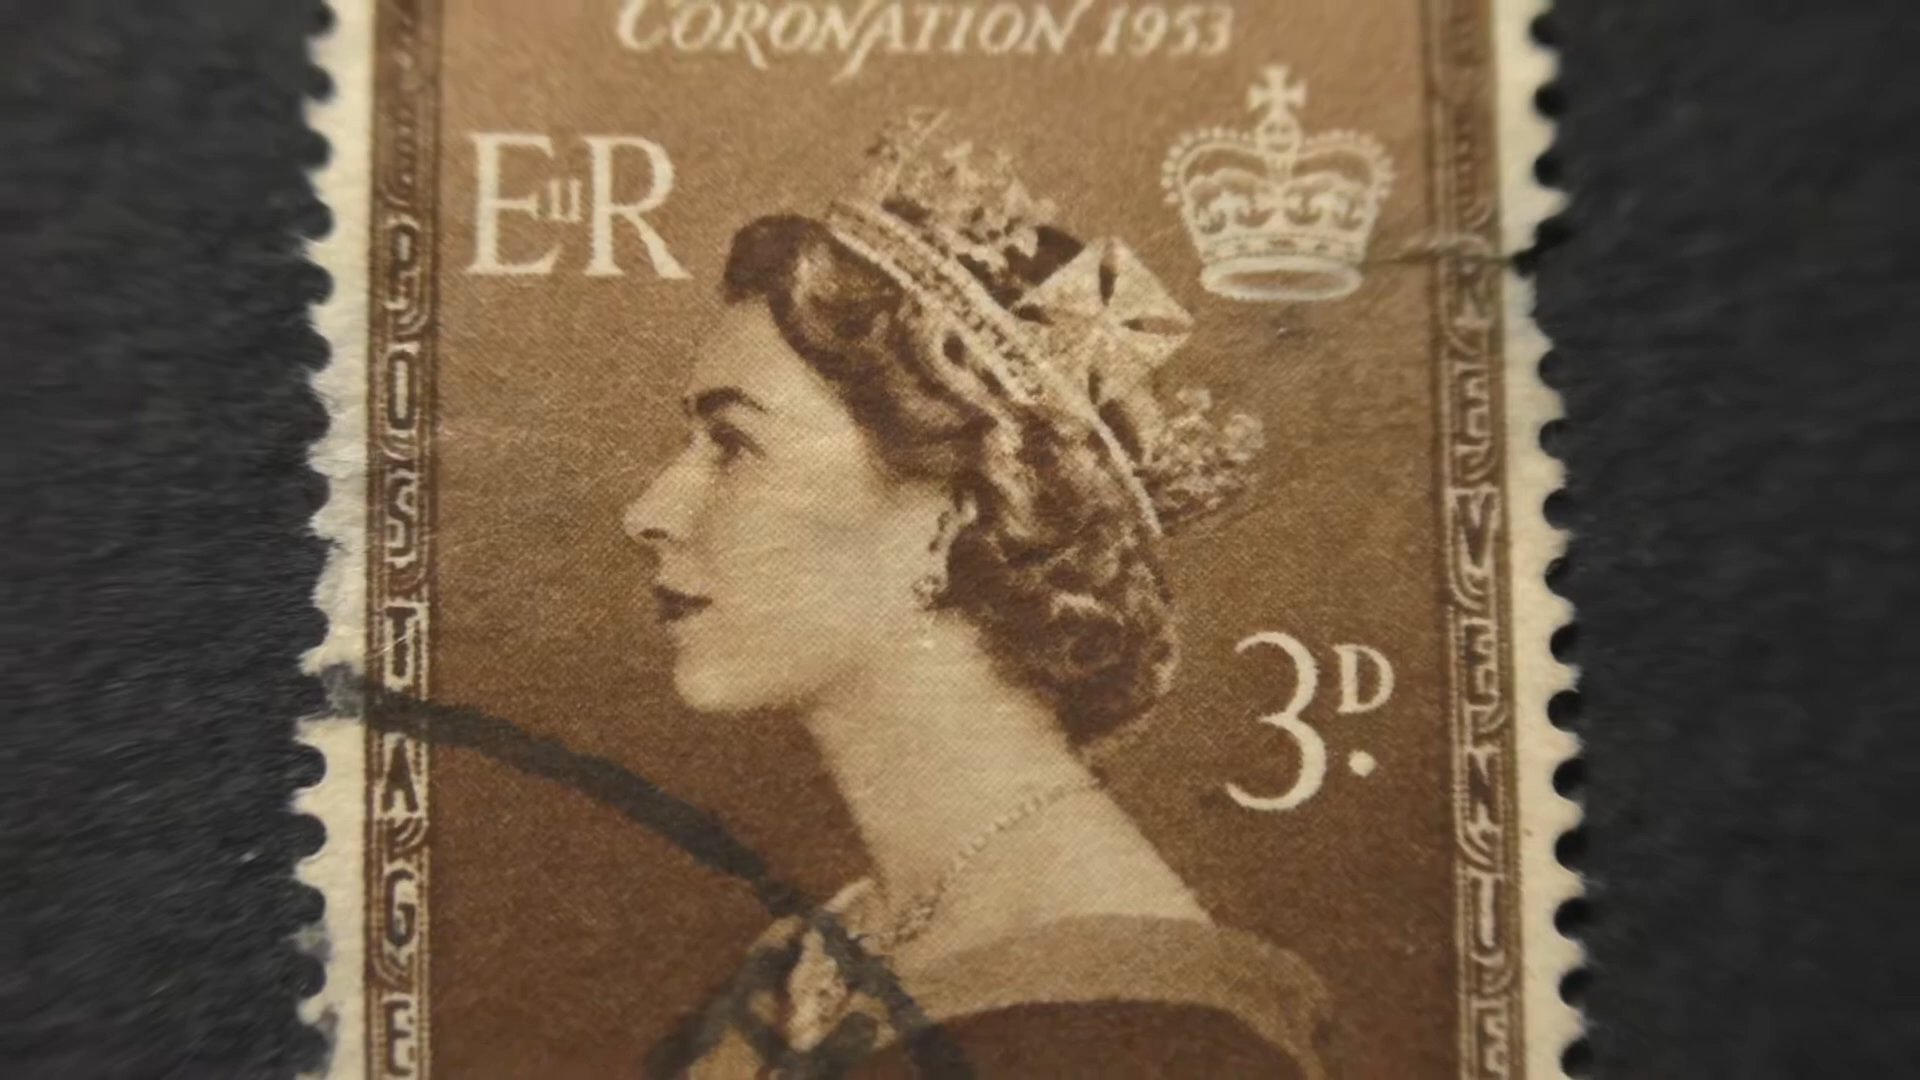 CORONATION 1953
EIIR
3D.
POSTAGE
REVENUE